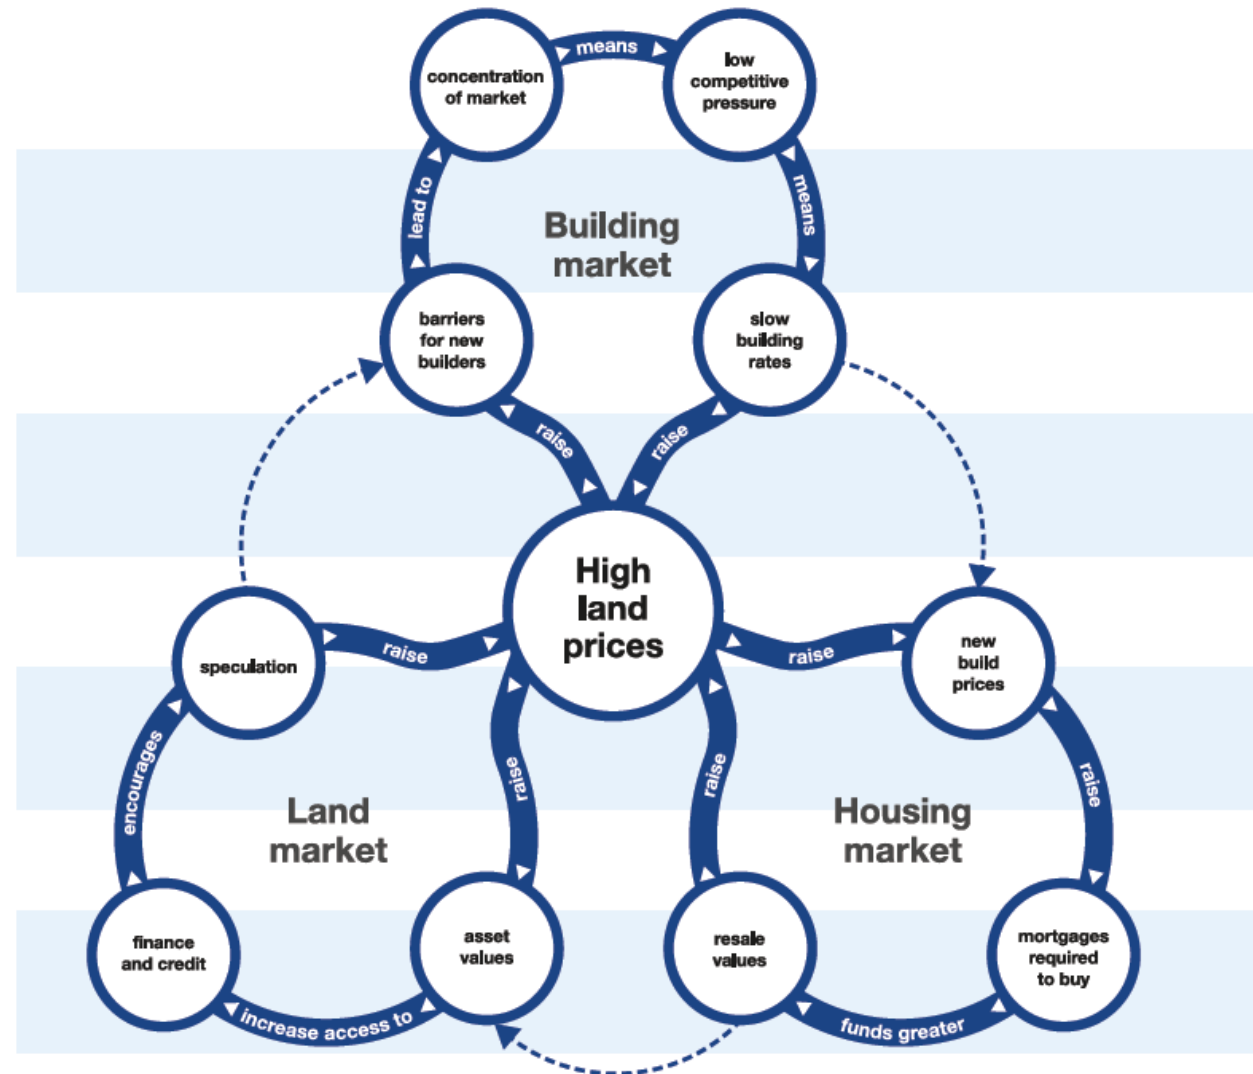 concentration
of market
means
low
competitive
pressure
lead to
Building
market
means
barriers
for new
builders
slow
building
rates
raise
raise
High
land
prices
speculation
raise
raise
new
build
prices
encourages
Land
market
raise
raise
Housing
market
raise
finance
and credit
asset
values
resale
values
mortgages
required
to buy
increase access to
funds greater